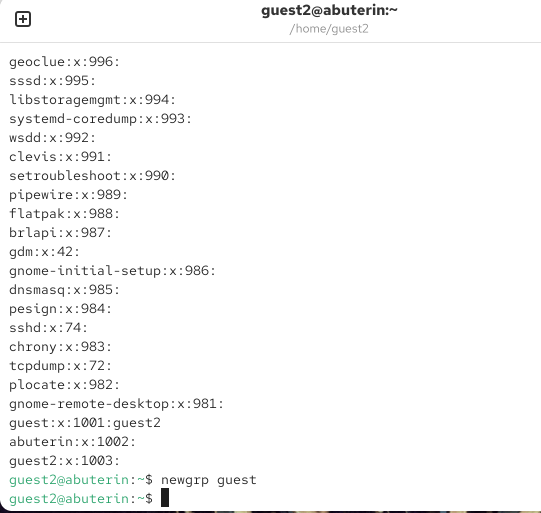 guest2@abuterin:~
/home/guest2
geoclue:x:996:
sssd:x:995:
libstoragemgmt:x:994:
systemd-coredump:x:993:
wsdd:x:992:
clevis:x:991:
setroubleshoot:x:990:
pipewire:x:989:
flatpak:x:988:
brlapi:x:987:
gdm:x:42:
gnome-initial-setup:x:986:
dnsmasq:x:985:
pesign:x:984:
sshd:x:74:
chrony:x:983:
tcpdump:x:72:
plocate:x:982:
gnome-remote-desktop:x:981:
guest:x:1001:guest2
abuterin:x:1002:
guest2:x:1003:
guest2@abuterin:~$ newgrp guest
guest2@abuterin:~$